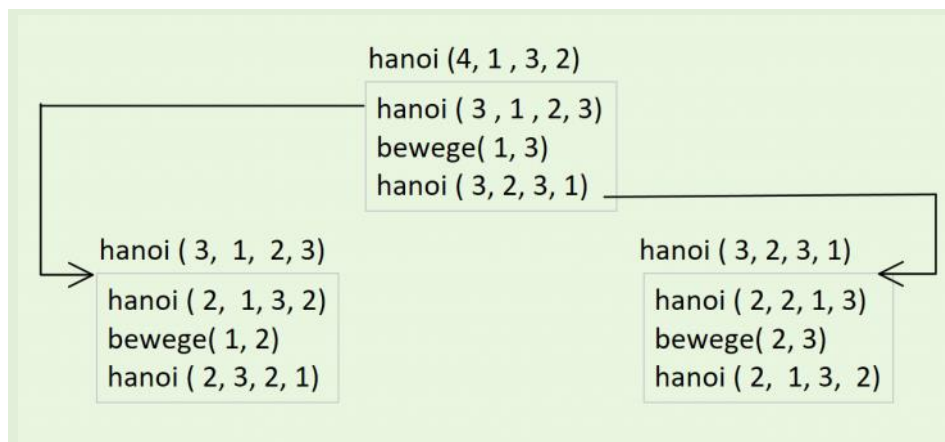 hanoi (4, 1 , 3, 2)
hanoi ( 3 , 1 , 2, 3)
bewege( 1, 3)
hanoi ( 3, 2, 3, 1)
hanoi ( 3, 1, 2, 3)
hanoi ( 2, 1, 3, 2)
bewege( 1, 2)
hanoi ( 2, 3, 2, 1)
hanoi ( 3, 2, 3, 1)
hanoi ( 2, 2, 1, 3)
bewege( 2, 3)
hanoi ( 2, 1, 3, 2)